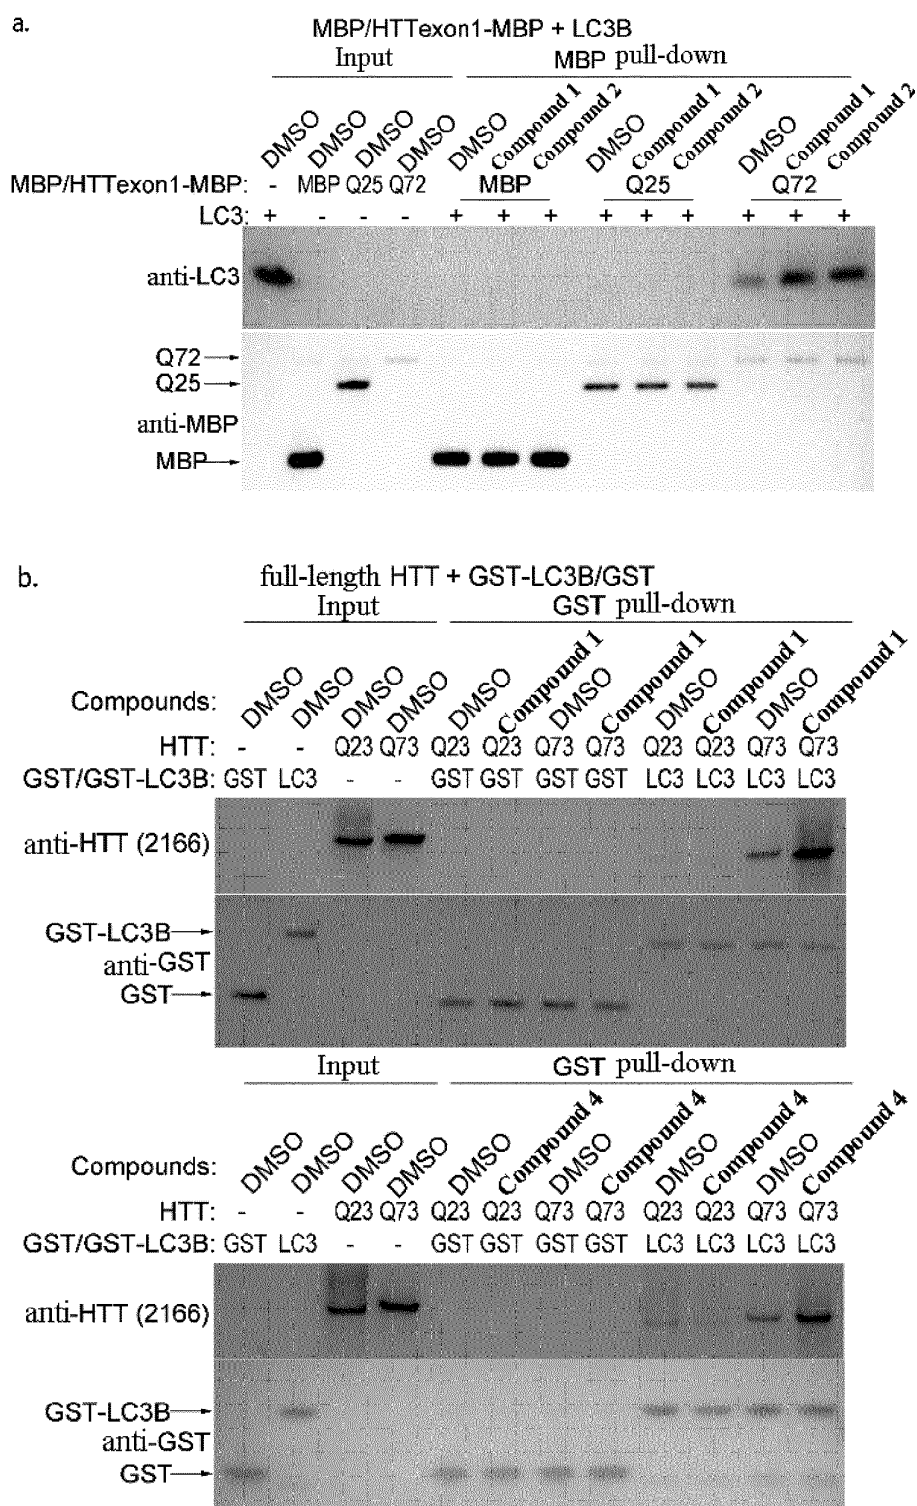 a.
MBP/HTTexon1-MBP + LC3B
Input MBP pull-down
DMSO DMSO DMSO DMSO DMSO Compound 1 Compound 2 DMSO Compound 1 Compound 2 DMSO Compound 1 Compound 2
MBP/HTTexon1-MBP: - MBP Q25 Q72 MBP Q25 Q72
LC3: + - - - + + + + + + + + +
anti-LC3
Q72
Q25
anti-MBP
MBP
b.
full-length HTT + GST-LC3B/GST
Input GST pull-down
Compounds: DMSO DMSO DMSO DMSO DMSO Compound 1 DMSO Compound 1 DMSO Compound 1 DMSO Compound 1
HTT: - - Q23 Q73 Q23 Q23 Q73 Q73 Q23 Q23 Q73 Q73
GST/GST-LC3B: GST LC3 - - GST GST GST GST LC3 LC3 LC3 LC3
anti-HTT (2166)
GST-LC3B
anti-GST
GST
Input GST pull-down
Compounds: DMSO DMSO DMSO DMSO DMSO Compound 4 DMSO Compound 4 DMSO Compound 4 DMSO Compound 4
HTT: - - Q23 Q73 Q23 Q23 Q73 Q73 Q23 Q23 Q73 Q73
GST/GST-LC3B: GST LC3 - - GST GST GST GST LC3 LC3 LC3 LC3
anti-HTT (2166)
GST-LC3B
anti-GST
GST